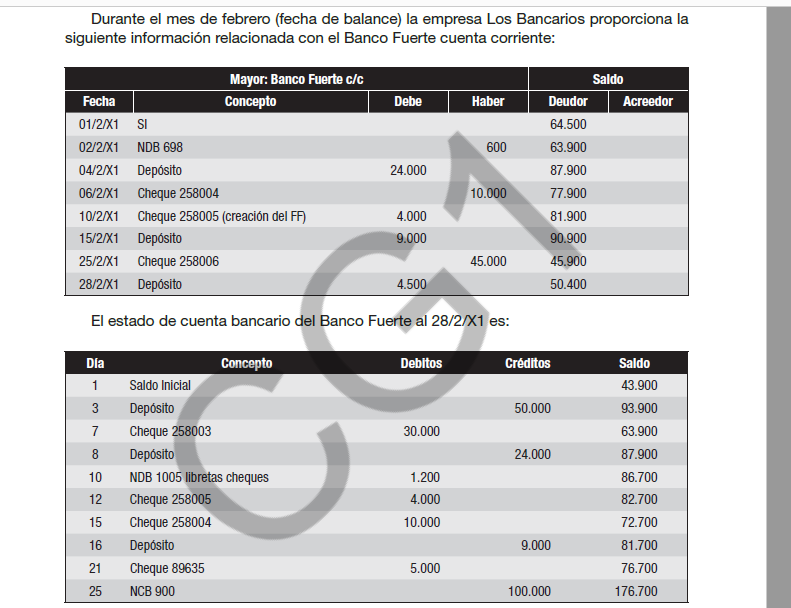 Durante el mes de febrero (fecha de balance) la empresa Los Bancarios proporciona la
siguiente información relacionada con el Banco Fuerte cuenta corriente:
Mayor: Banco Fuerte c/c Saldo
Fecha Concepto Debe Haber Deudor Acreedor
01/2/X1 SI 64.500
02/2/X1 NDB 698 600 63.900
04/2/X1 Depósito 24.000 87.900
06/2/X1 Cheque 258004 10.000 77.900
10/2/X1 Cheque 258005 (creación del FF) 4.000 81.900
15/2/X1 Depósito 9.000 90.900
25/2/X1 Cheque 258006 45.000 45.900
28/2/X1 Depósito 4.500 50.400
El estado de cuenta bancario del Banco Fuerte al 28/2/X1 es:
Día Concepto Debitos Créditos Saldo
1 Saldo Inicial 43.900
3 Depósito 50.000 93.900
7 Cheque 258003 30.000 63.900
8 Depósito 24.000 87.900
10 NDB 1005 libretas cheques 1.200 86.700
12 Cheque 258005 4.000 82.700
15 Cheque 258004 10.000 72.700
16 Depósito 9.000 81.700
21 Cheque 89635 5.000 76.700
25 NCB 900 100.000 176.700
CG1